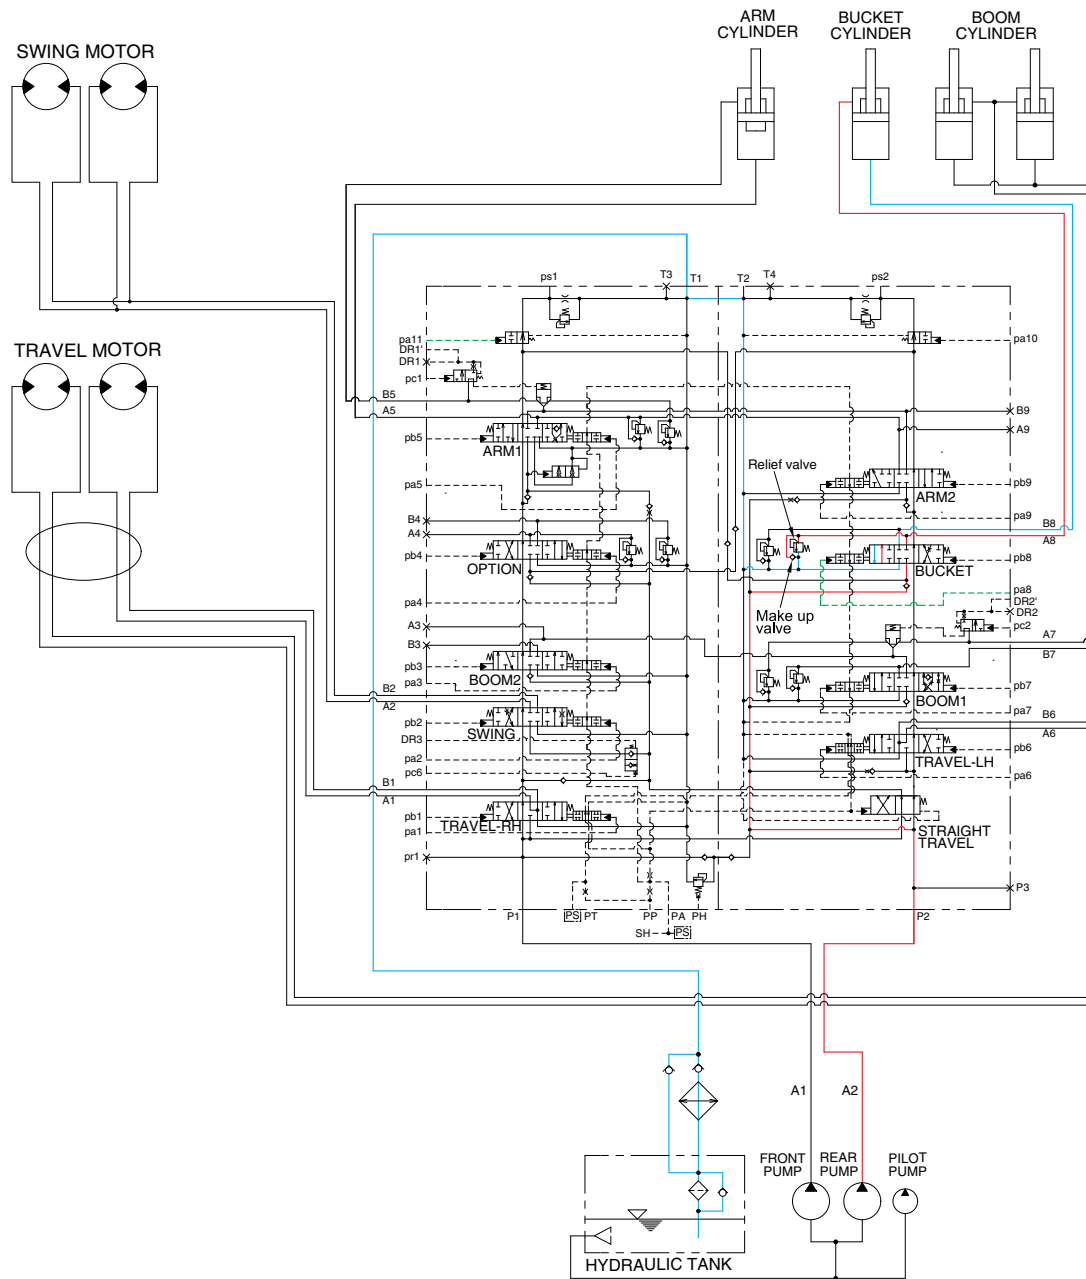 ARM
CYLINDER
BUCKET
CYLINDER
BOOM
CYLINDER
SWING MOTOR
TRAVEL MOTOR
ps1
T3
T1
T2
T4
ps2
pa11
DR1'
DR1
pc1
B5
A5
pb5
ARM1
pa5
B4
A4
pb4
OPTION
pa4
A3
B3
pb3
BOOM2
pa3
B2
A2
pb2
SWING
DR3
pa2
pc6
B1
A1
pb1
TRAVEL-RH
pa1
pr1
pa10
B9
A9
Relief valve
pb9
ARM2
pa9
B8
A8
pb8
BUCKET
Make up
valve
pa8
DR2'
DR2
pc2
A7
B7
pb7
BOOM1
pa7
B6
A6
pb6
TRAVEL-LH
pa6
STRAIGHT
TRAVEL
P3
P1
PS
PT
PP
PA
PH
P2
SH
PS
A1
A2
FRONT
PUMP
REAR
PUMP
PILOT
PUMP
HYDRAULIC TANK